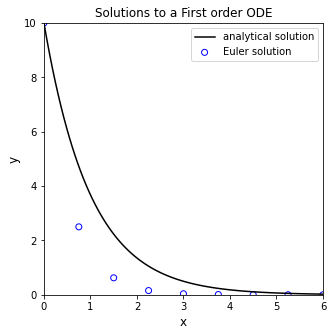 Solutions to a First order ODE
analytical solution
Euler solution
10
8
6
4
2
0
y
0 1 2 3 4 5 6
x